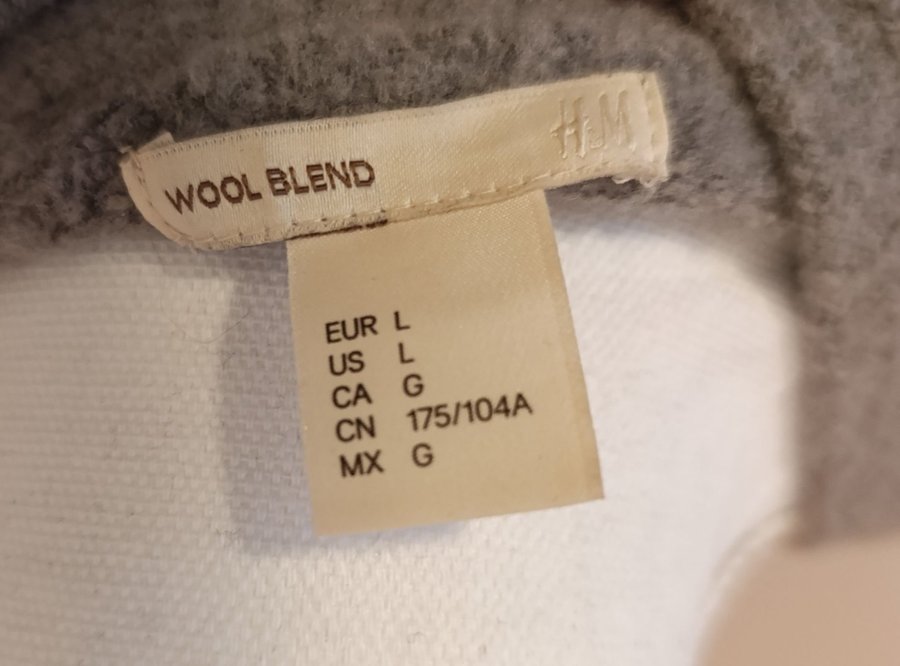 WOOL BLEND H&M
EUR L
US L
CA G
CN 175/104A
MX G